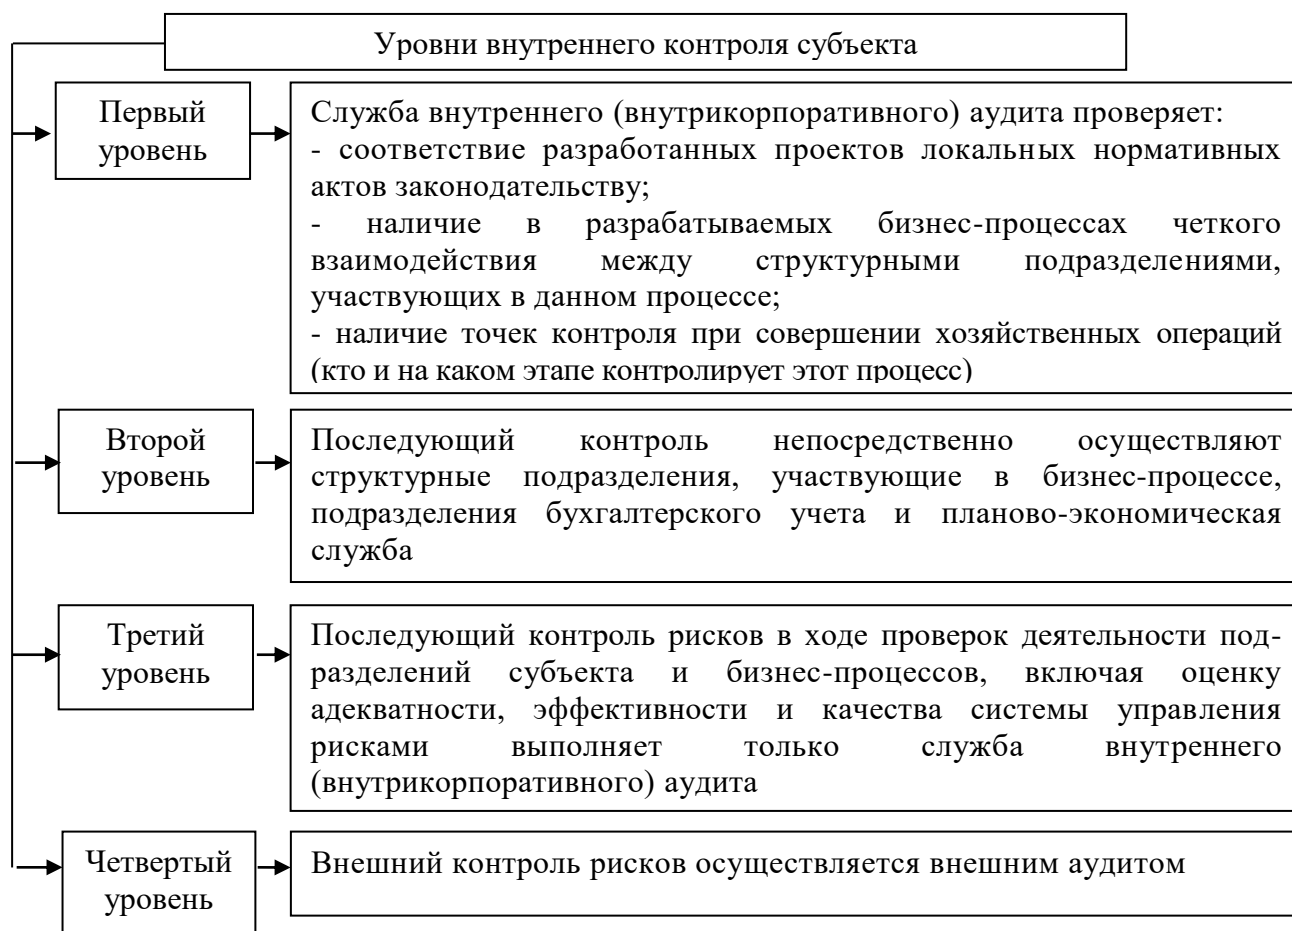 Уровни внутреннего контроля субъекта
Первый
уровень
Служба внутреннего (внутрикорпоративного) аудита проверяет:
- соответствие разработанных проектов локальных нормативных
актов законодательству;
- наличие в разрабатываемых бизнес-процессах четкого
взаимодействия между структурными подразделениями,
участвующих в данном процессе;
- наличие точек контроля при совершении хозяйственных операций
(кто и на каком этапе контролирует этот процесс)
Второй
уровень
Последующий контроль непосредственно осуществляют
структурные подразделения, участвующие в бизнес-процессе,
подразделения бухгалтерского учета и планово-экономическая
служба
Третий
уровень
Последующий контроль рисков в ходе проверок деятельности под-
разделений субъекта и бизнес-процессов, включая оценку
адекватности, эффективности и качества системы управления
рисками выполняет только служба внутреннего
(внутрикорпоративного) аудита
Четвертый
уровень
Внешний контроль рисков осуществляется внешним аудитом